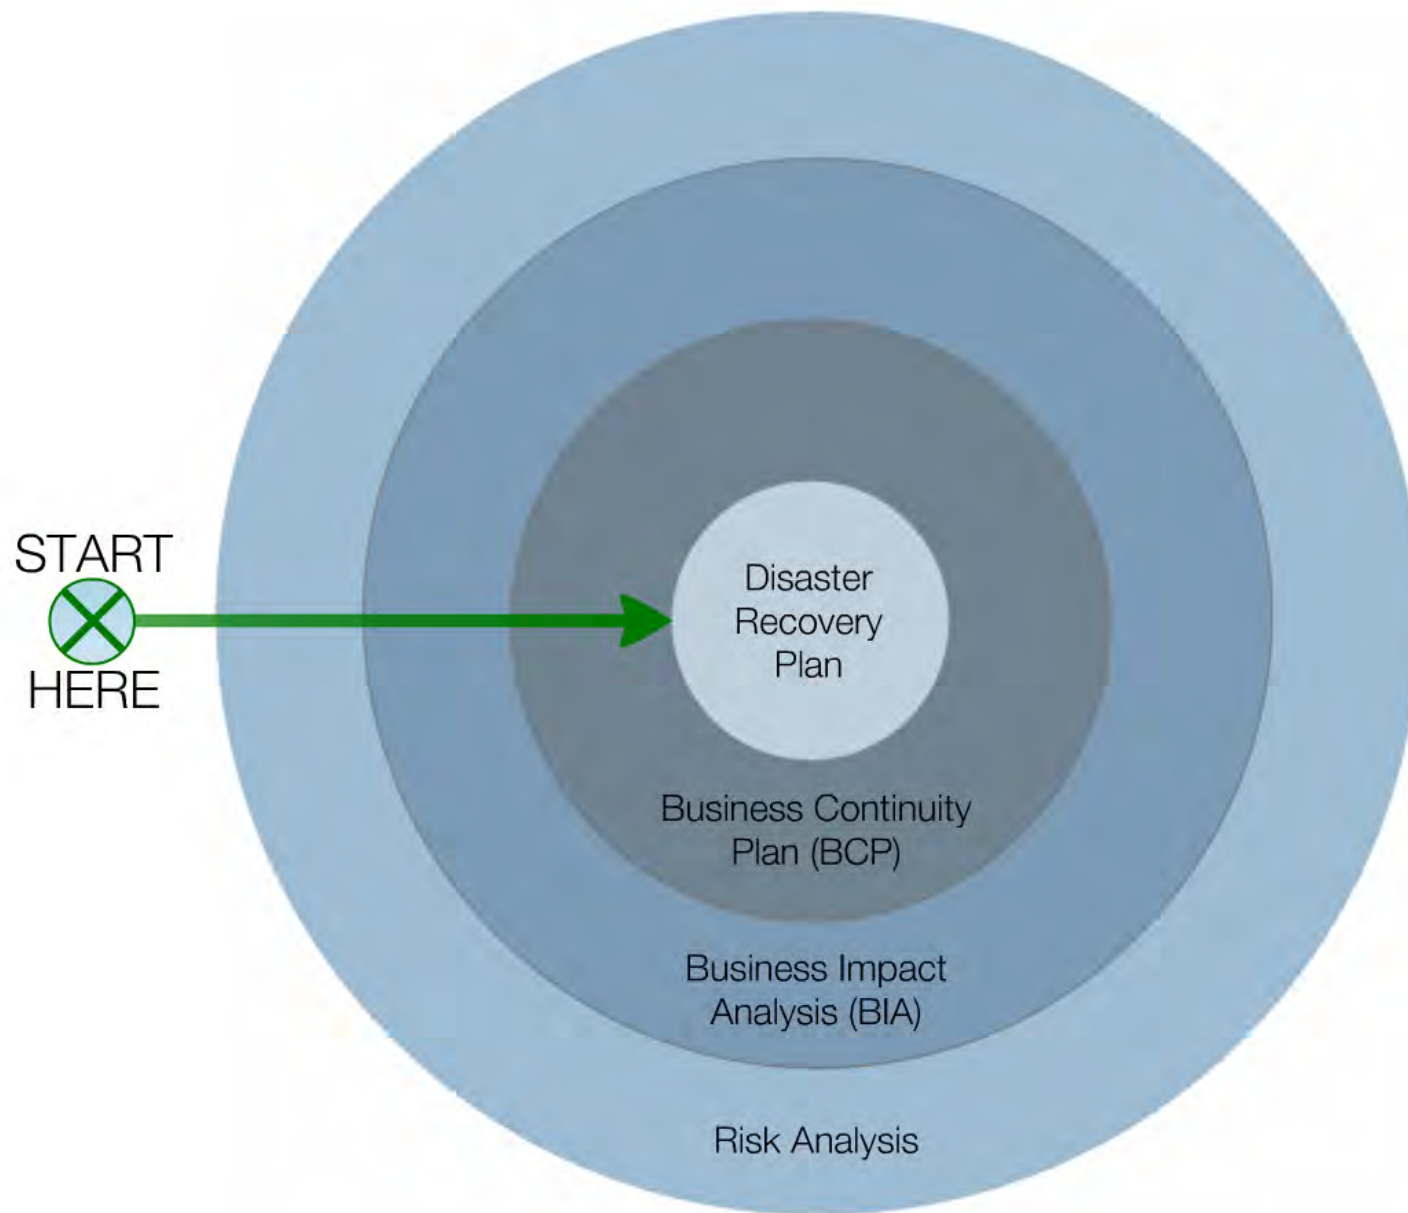 START
HERE
Disaster
Recovery
Plan
Business Continuity
Plan (BCP)
Business Impact
Analysis (BIA)
Risk Analysis